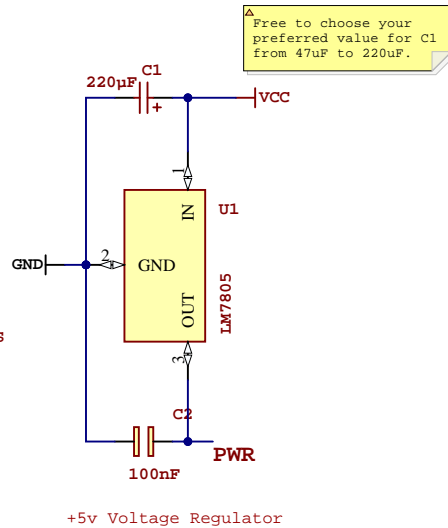 Free to choose your
preferred value for C1
from 47uF to 220uF.
C1
220µF
+
VCC
1
U1
IN
2
GND
GND
OUT
LM7805
3
s
C2
PWR
100nF
+5v Voltage Regulator